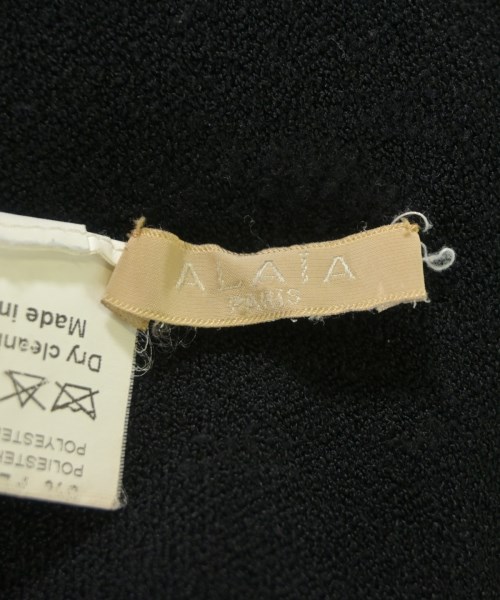 ALAÏA
PARIS
POLIESTER
POLYESTER
Dry clean
Made in